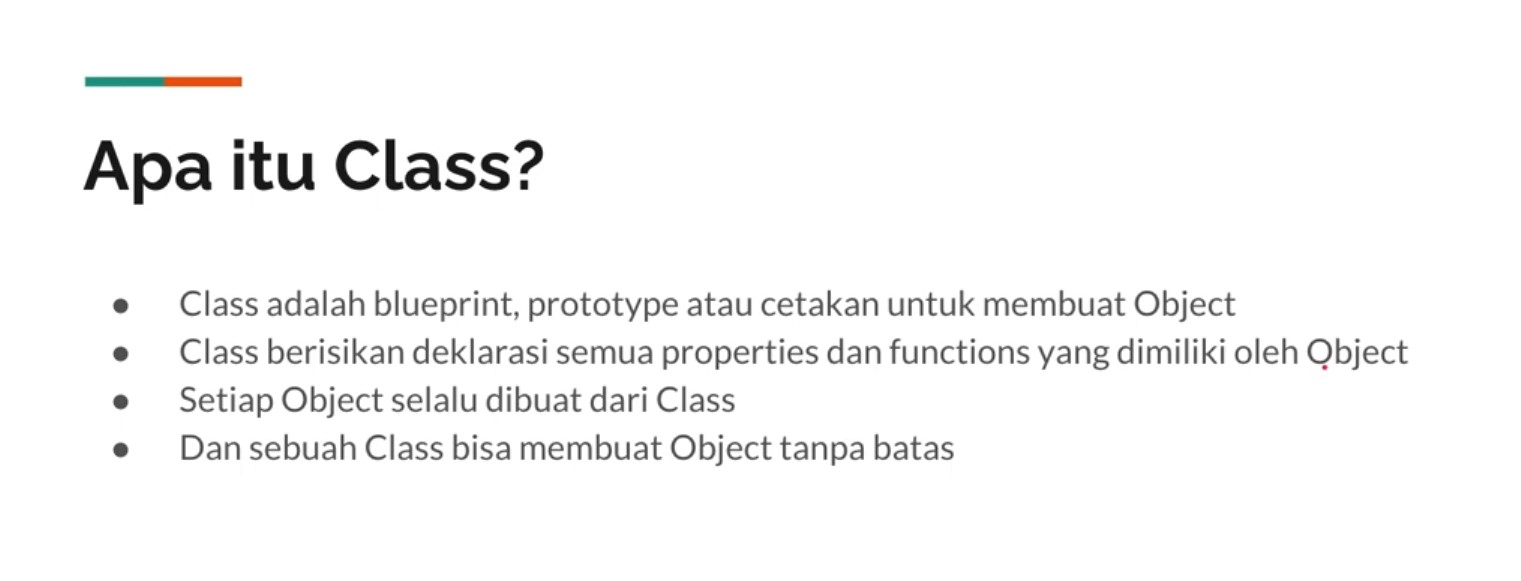 Apa itu Class?
● Class adalah blueprint, prototype atau cetakan untuk membuat Object
● Class berisikan deklarasi semua properties dan functions yang dimiliki oleh Object
● Setiap Object selalu dibuat dari Class
● Dan sebuah Class bisa membuat Object tanpa batas